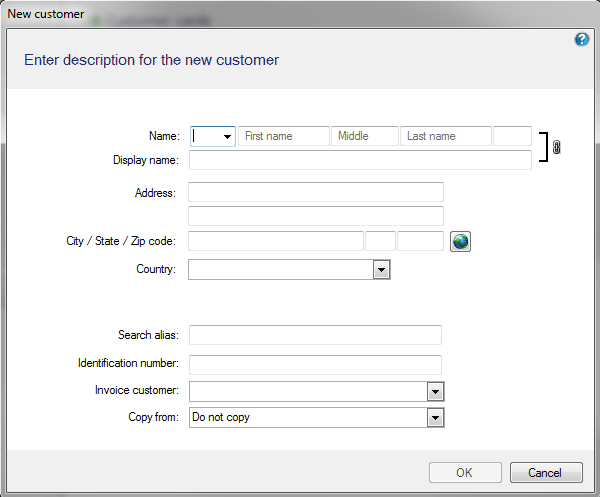 New customer
Customer cards
?
Enter description for the new customer
Name: First name Middle Last name
Display name:
Address:
City / State / Zip code:
Country:
Search alias:
Identification number:
Invoice customer:
Copy from: Do not copy
OK Cancel